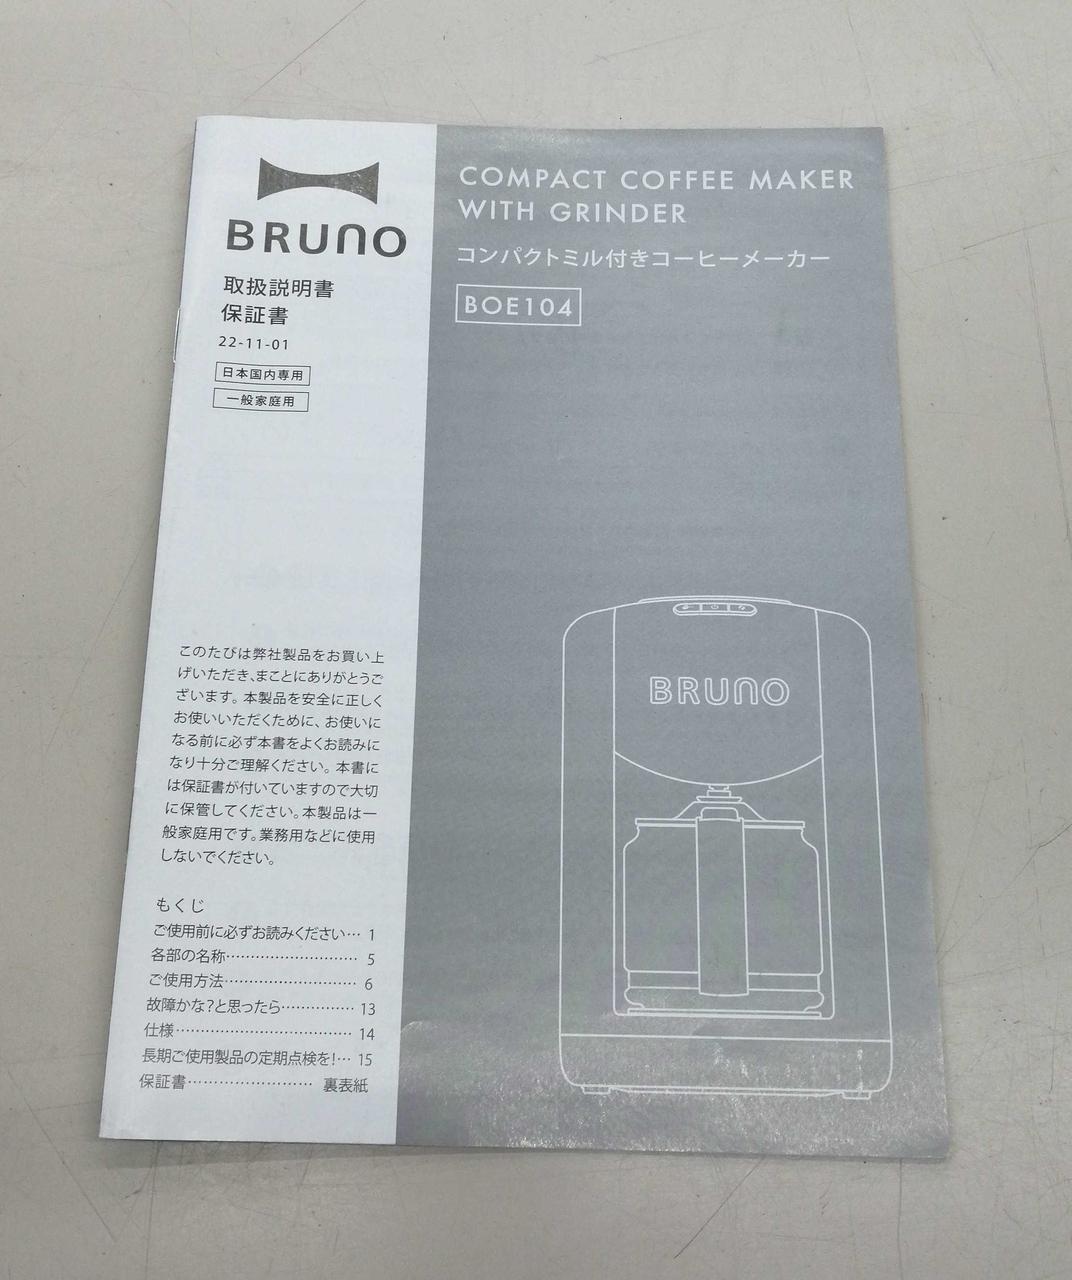 BRUNO
取扱説明書
保証書
22-11-01
日本国内専用
一般家庭用
COMPACT COFFEE MAKER
WITH GRINDER
コンパクトミル付きコーヒーメーカー
BOE104
BRUNO
このたびは弊社製品をお買い上
げいただき、まことにありがとうご
ざいます。本製品を安全に正しく
お使いいただくために、お使いに
なる前に必ず本書をよくお読みに
なり十分ご理解ください。本書に
は保証書が付いていますので大切
に保管してください。本製品は一
般家庭用です。業務用などに使用
しないでください。
もくじ
ご使用前に必ずお読みください… 1
各部の名称……………………… 5
ご使用方法……………………… 6
故障かな？と思ったら…………… 13
仕様……………………………… 14
長期ご使用製品の定期点検を！… 15
保証書…………………… 裏表紙